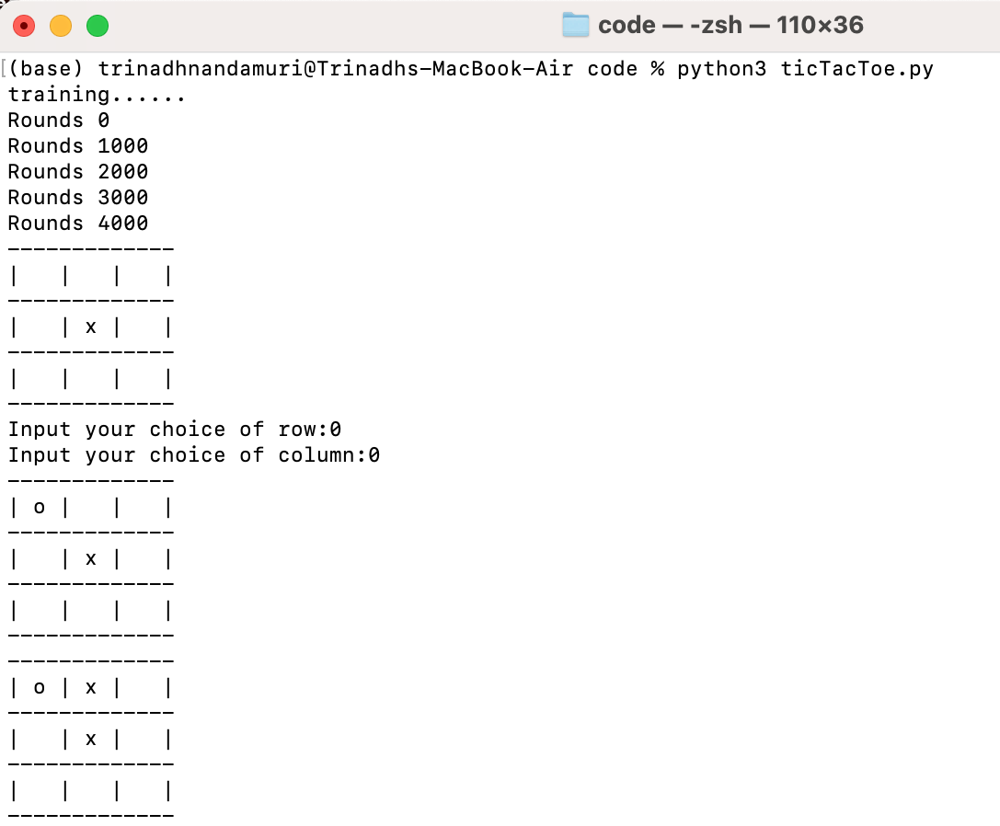 code — -zsh — 110×36
(base) trinadhnandamuri@Trinadhs-MacBook-Air code % python3 ticTacToe.py
training......
Rounds 0
Rounds 1000
Rounds 2000
Rounds 3000
Rounds 4000
-------------
|   |   |   |
-------------
|   | x |   |
-------------
|   |   |   |
-------------
Input your choice of row:0
Input your choice of column:0
-------------
| o |   |   |
-------------
|   | x |   |
-------------
|   |   |   |
-------------
-------------
| o | x |   |
-------------
|   | x |   |
-------------
|   |   |   |
-------------